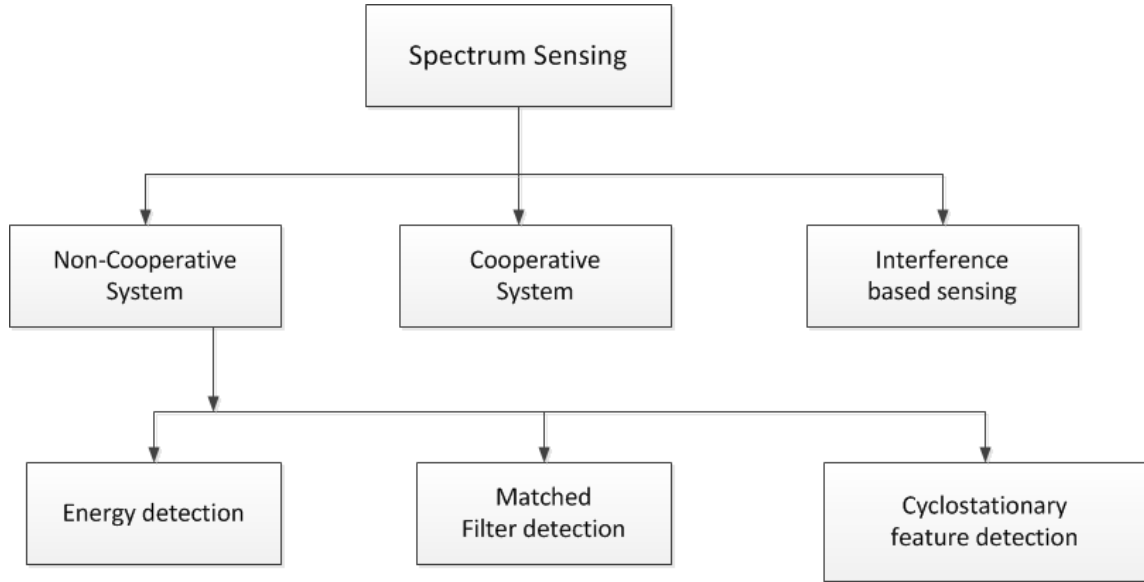 Spectrum Sensing
Non-Cooperative
System
Cooperative
System
Interference
based sensing
Energy detection
Matched
Filter detection
Cyclostationary
feature detection